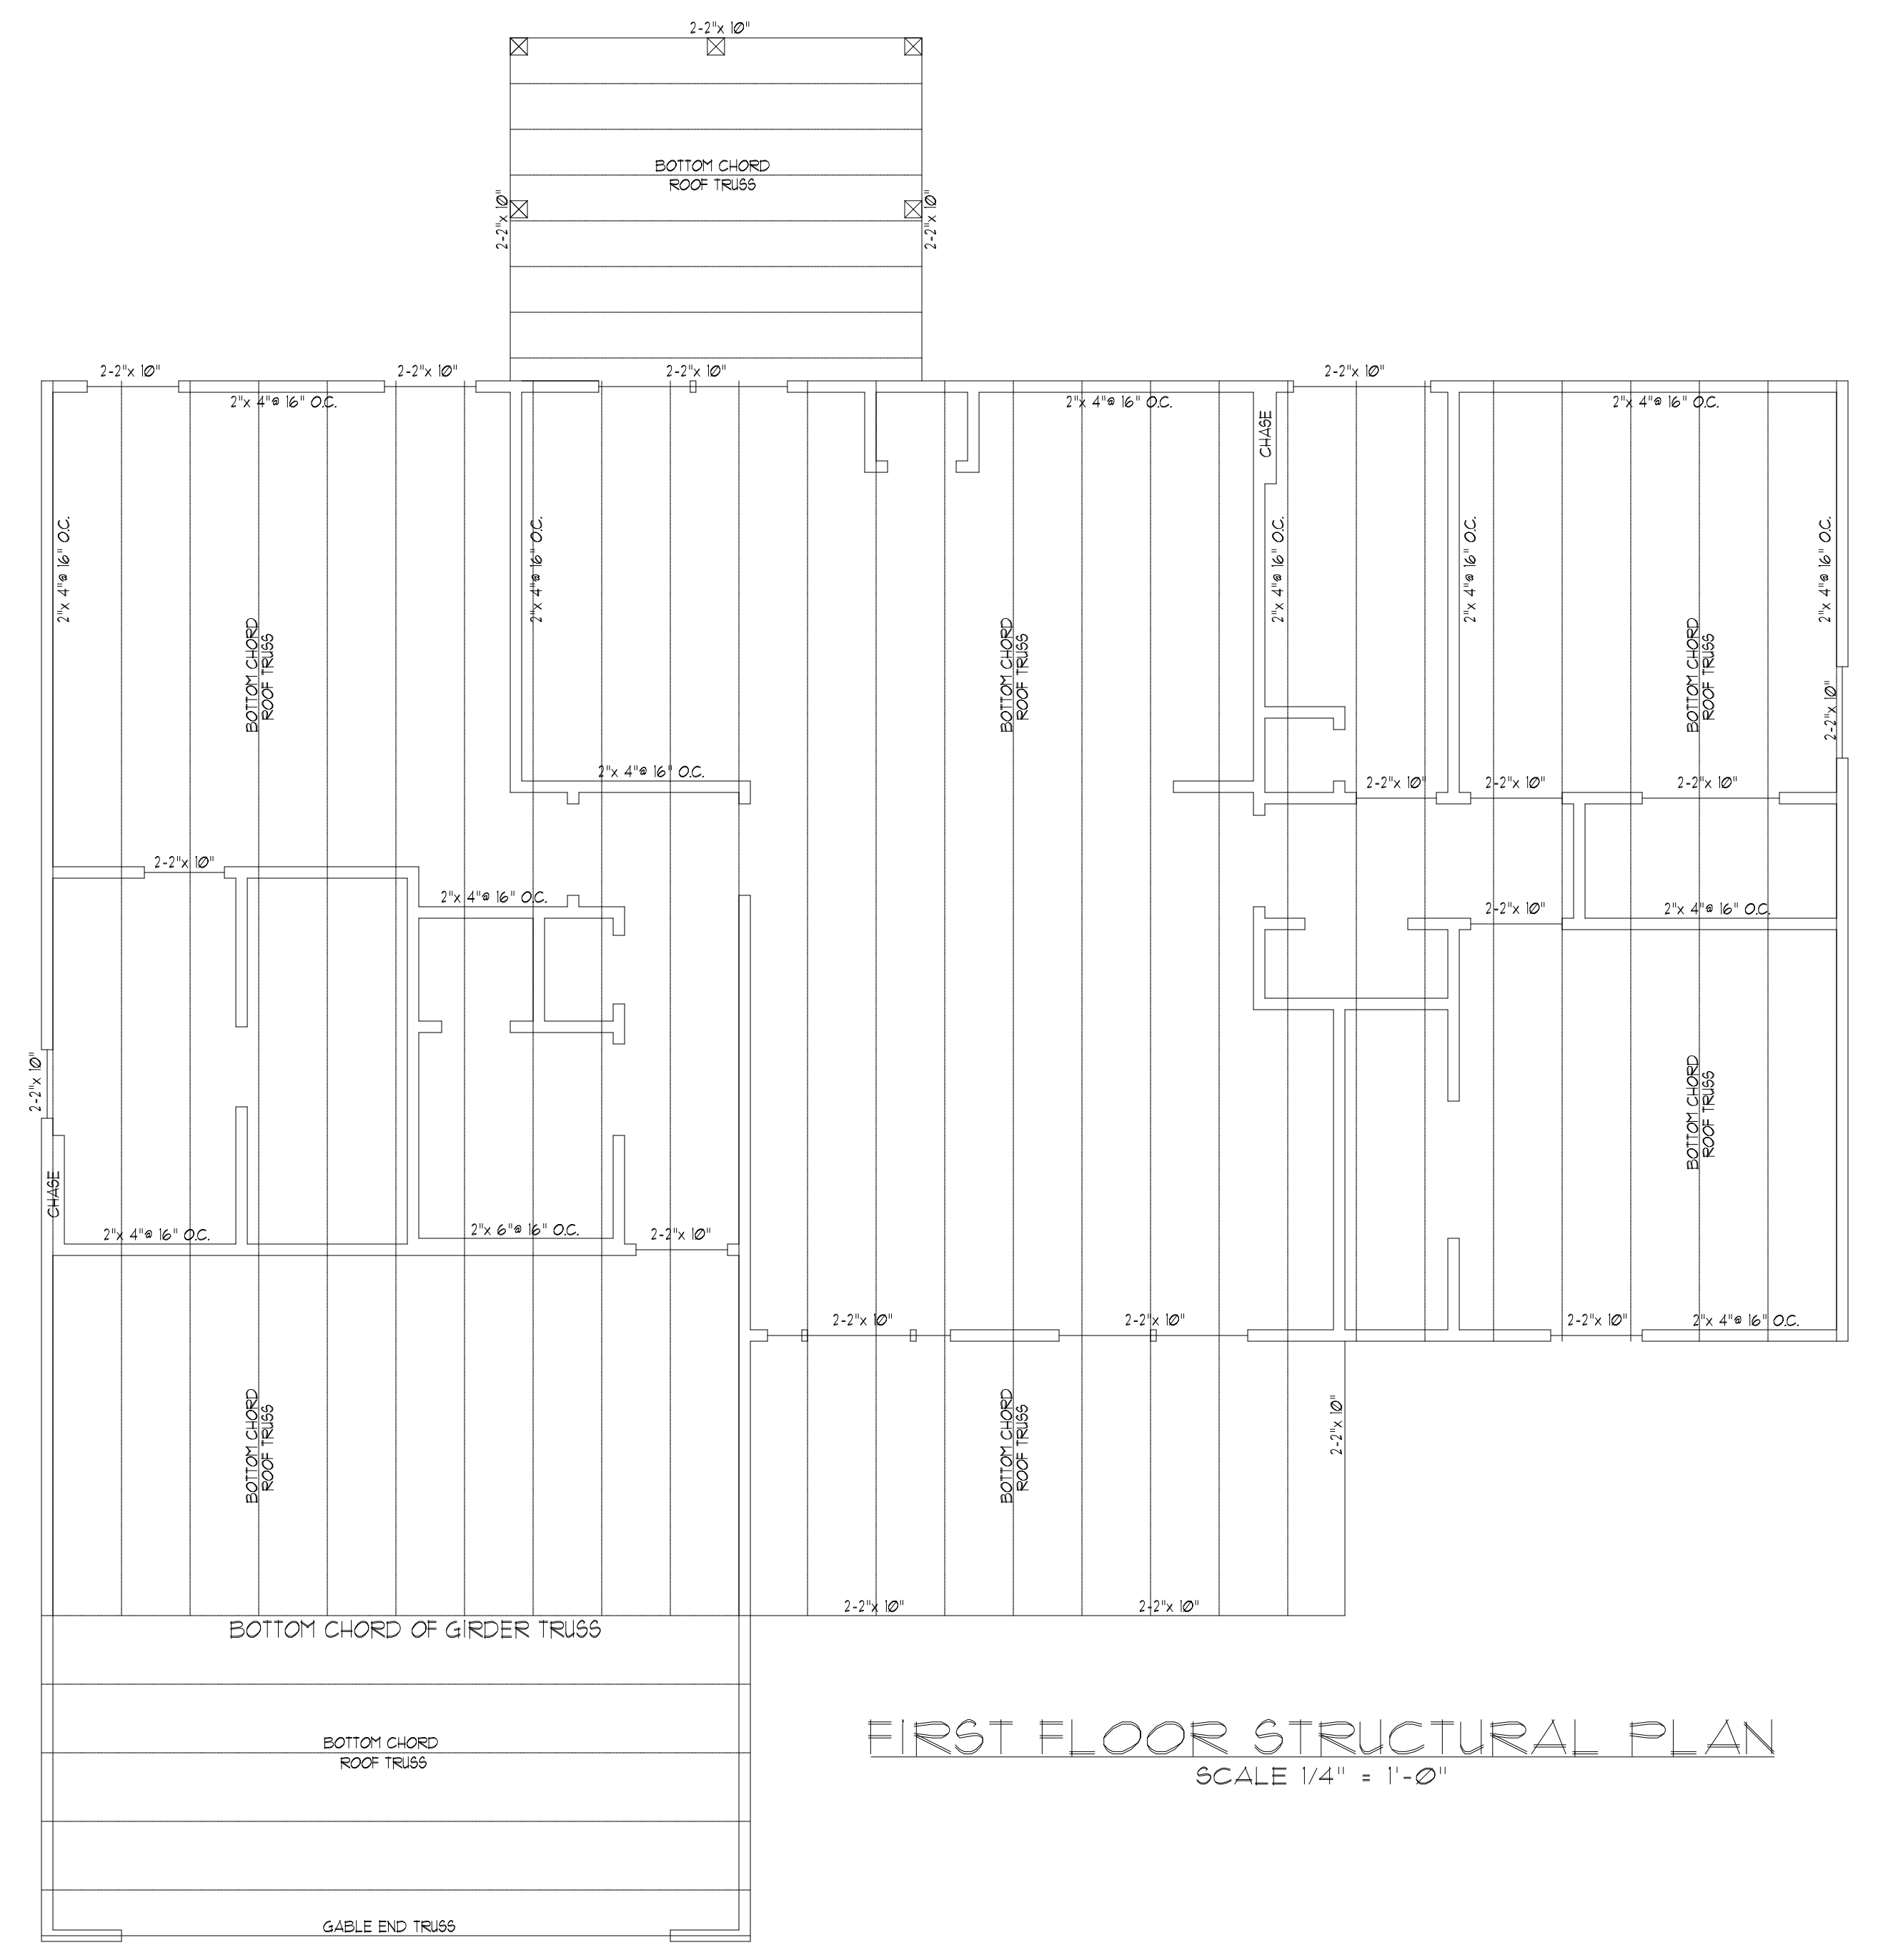 2-2"x 10"
BOTTOM CHORD
ROOF TRUSS
2-2"x 10"
2-2"x 10"
2-2"x 10"
2-2"x 10"
2-2"x 10"
2-2"x 10"
2"x 4"@ 16" O.C.
2"x 4"@ 16" O.C.
2"x 4"@ 16" O.C.
CHASE
2"x 4"@ 16" O.C.
2"x 4"@ 16" O.C.
2"x 4"@ 16" O.C.
2"x 4"@ 16" O.C.
2"x 4"@ 16" O.C.
BOTTOM CHORD
ROOF TRUSS
BOTTOM CHORD
ROOF TRUSS
BOTTOM CHORD
ROOF TRUSS
2-2"x 10"
2"x 4"@ 16" O.C.
2-2"x 10"
2-2"x 10"
2-2"x 10"
2-2"x 10"
2"x 4"@ 16" O.C.
2-2"x 10"
2"x 4"@ 16" O.C.
2-2"x 10"
BOTTOM CHORD
ROOF TRUSS
CHASE
2"x 4"@ 16" O.C.
2"x 6"@ 16" O.C.
2-2"x 10"
2-2"x 10"
2-2"x 10"
2-2"x 10"
2"x 4"@ 16" O.C.
BOTTOM CHORD
ROOF TRUSS
BOTTOM CHORD
ROOF TRUSS
2-2"x 10"
2-2"x 10"
2-2"x 10"
BOTTOM CHORD OF GIRDER TRUSS
BOTTOM CHORD
ROOF TRUSS
FIRST FLOOR STRUCTURAL PLAN
SCALE 1/4" = 1'-0"
GABLE END TRUSS